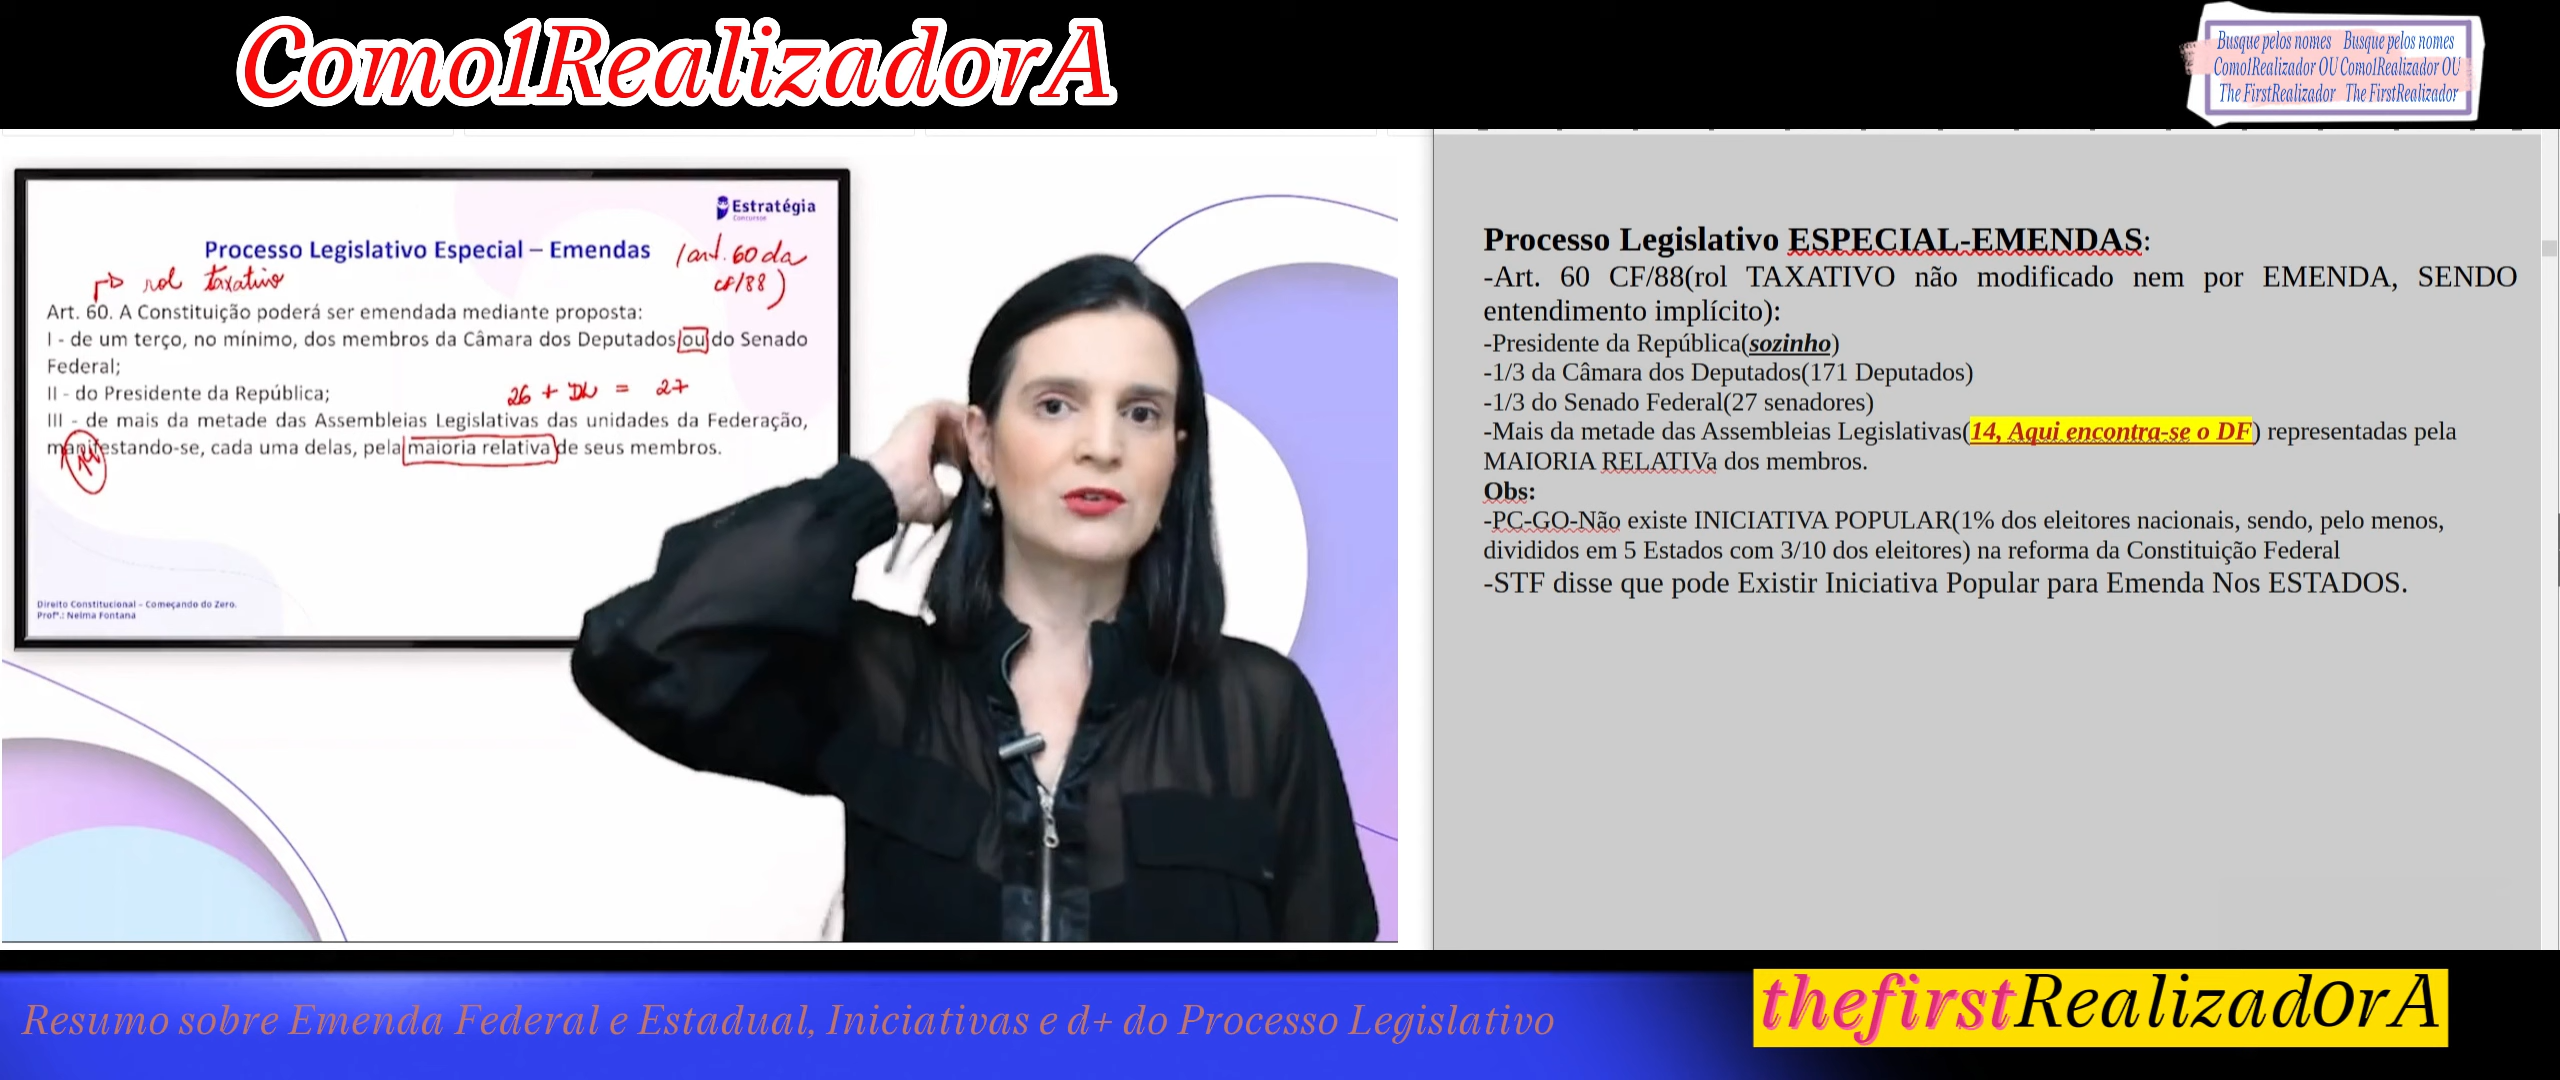 Como1RealizadorA
Busque pelos nomes Busque pelos nomes
Como1Realizador OU Como1Realizador OU
The FirstRealizador The FirstRealizador
Estratégia
Concursos
Processo Legislativo Especial – Emendas
(art. 60 da
CF/88)
rol taxativo
Art. 60. A Constituição poderá ser emendada mediante proposta:
I - de um terço, no mínimo, dos membros da Câmara dos Deputados ou do Senado
Federal;
II - do Presidente da República;
26 + DF = 27
III - de mais da metade das Assembleias Legislativas das unidades da Federação,
manifestando-se, cada uma delas, pela maioria relativa de seus membros.
14
Direito Constitucional - Começando do Zero.
Profª.: Nelma Fontana
Processo Legislativo ESPECIAL-EMENDAS:
-Art. 60 CF/88(rol TAXATIVO não modificado nem por EMENDA, SENDO
entendimento implícito):
-Presidente da República(sozinho)
-1/3 da Câmara dos Deputados(171 Deputados)
-1/3 do Senado Federal(27 senadores)
-Mais da metade das Assembleias Legislativas(14, Aqui encontra-se o DF) representadas pela
MAIORIA RELATIVa dos membros.
Obs:
-PC-GO-Não existe INICIATIVA POPULAR(1% dos eleitores nacionais, sendo, pelo menos,
divididos em 5 Estados com 3/10 dos eleitores) na reforma da Constituição Federal
-STF disse que pode Existir Iniciativa Popular para Emenda Nos ESTADOS.
Resumo sobre Emenda Federal e Estadual, Iniciativas e d+ do Processo Legislativo
thefirstRealizadOrA